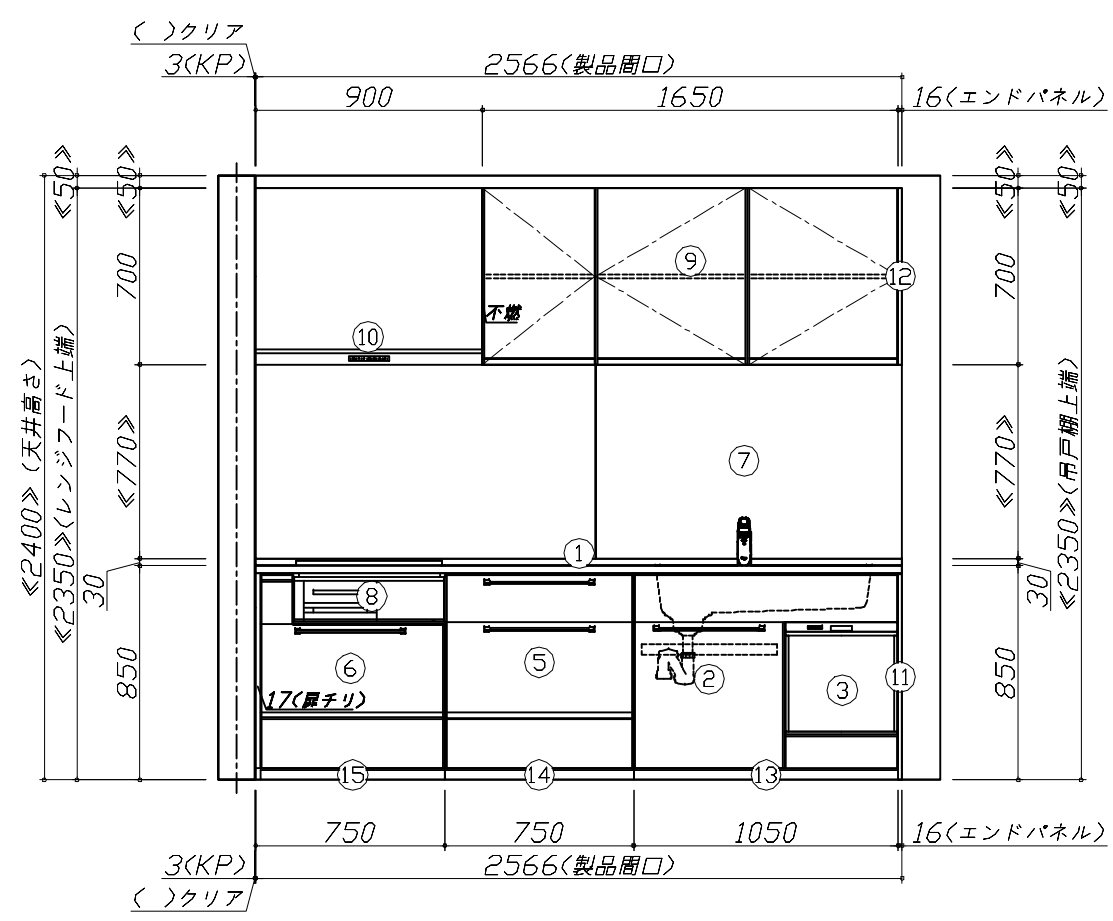 ( )クリア
3(KP)
2566(製品間口)
900
1650
16(エンドパネル)
≪50≫
≪50≫
≪50≫
≪50≫
700
700
9
12
不燃
10
≪2400≫(天井高さ)
≪2350≫(レンジフード上端)
≪770≫
≪770≫
≪2350≫(吊戸棚上端)
7
1
30
30
8
6
5
2
3
11
17(扉チリ)
850
850
15
14
13
750
750
1050
16(エンドパネル)
3(KP)
2566(製品間口)
( )クリア